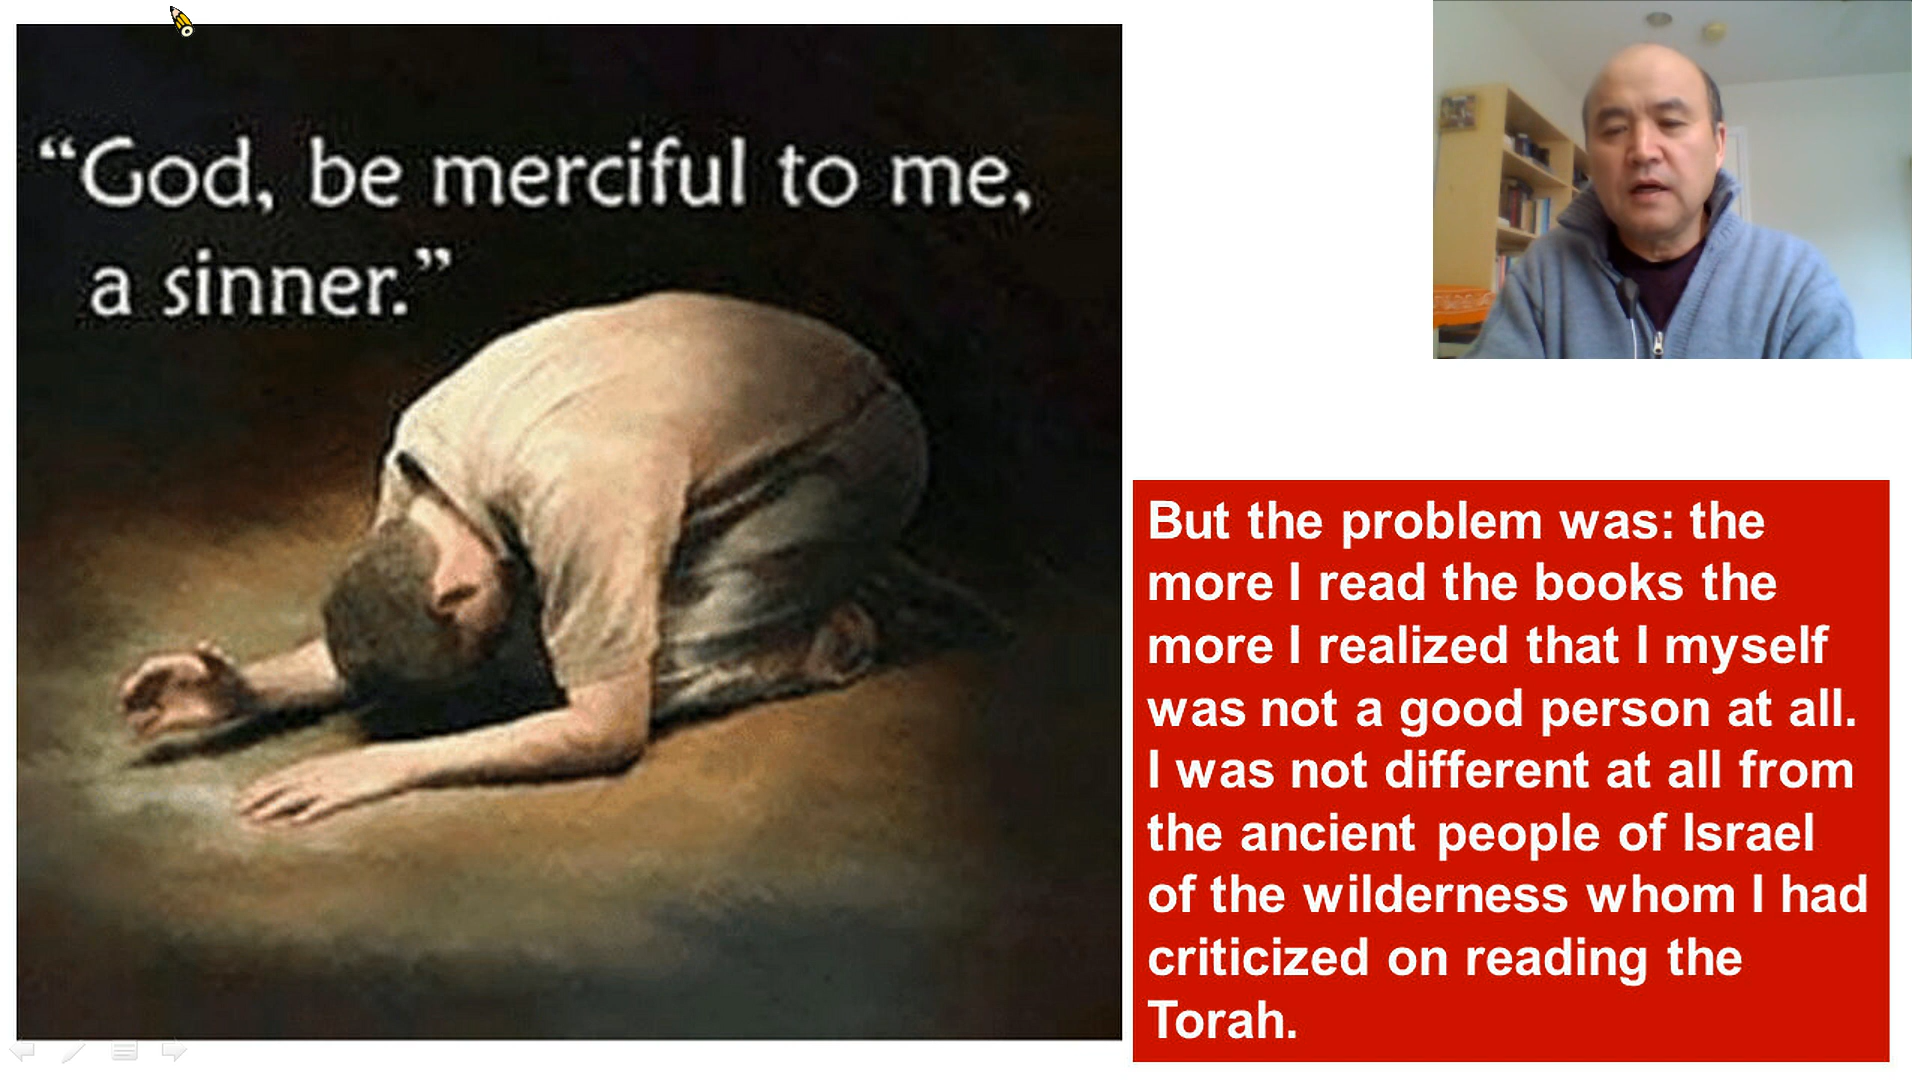 “God, be merciful to me,
a sinner.”
But the problem was: the
more I read the books the
more I realized that I myself
was not a good person at all.
I was not different at all from
the ancient people of Israel
of the wilderness whom I had
criticized on reading the
Torah.